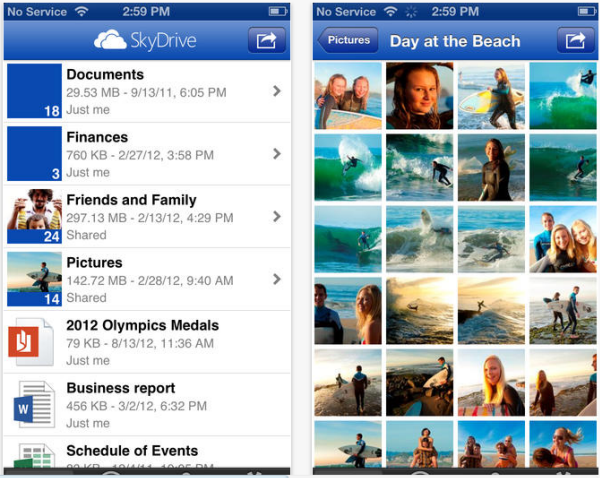 No Service 2:59 PM
SkyDrive
Documents
29.53 MB - 9/13/11, 6:05 PM
18
Just me
Finances
760 KB - 2/27/12, 3:58 PM
3
Just me
Friends and Family
297.13 MB - 2/13/12, 4:29 PM
24
Shared
Pictures
142.72 MB - 2/28/12, 9:40 AM
14
Shared
2012 Olympics Medals
79 KB - 8/13/12, 11:36 AM
Just me
Business report
456 KB - 3/2/12, 6:32 PM
W
Just me
Schedule of Events
No Service 2:59 PM
Pictures
Day at the Beach